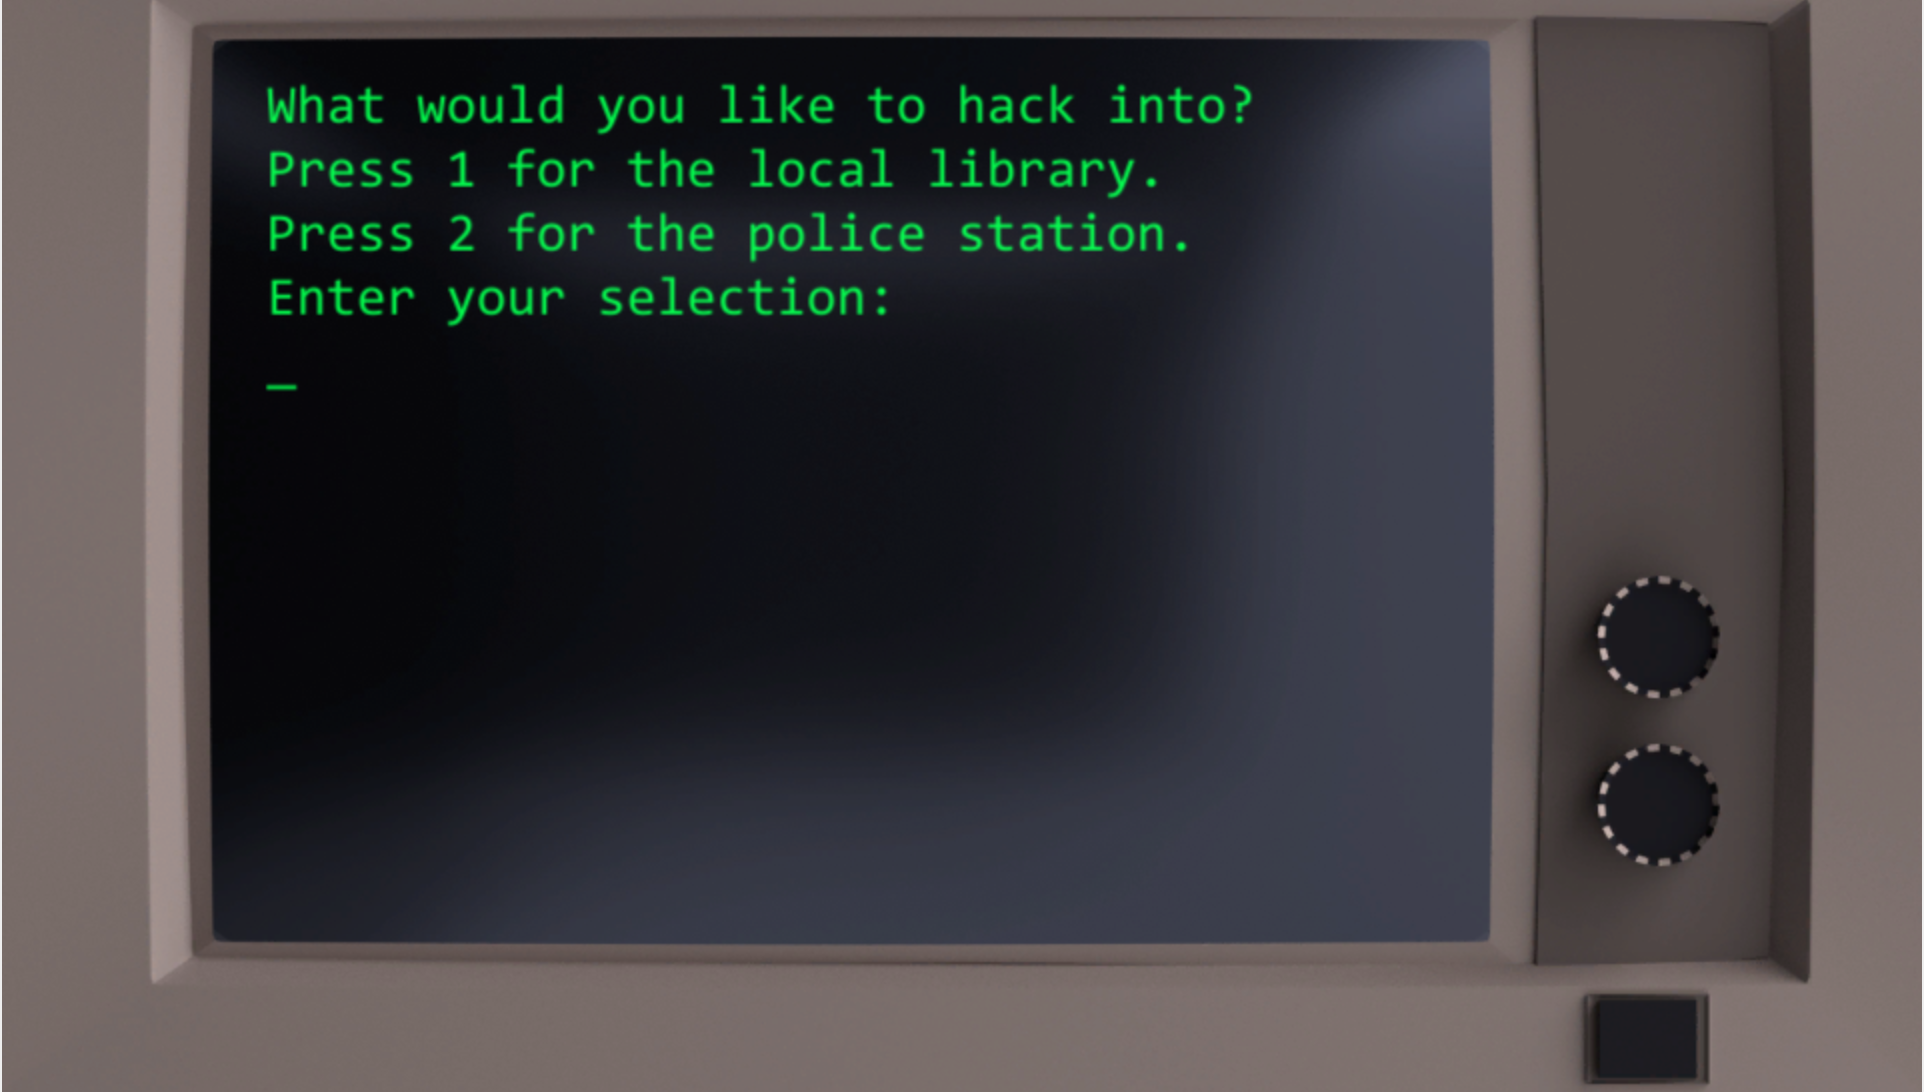 What would you like to hack into?
Press 1 for the local library.
Press 2 for the police station.
Enter your selection:
_